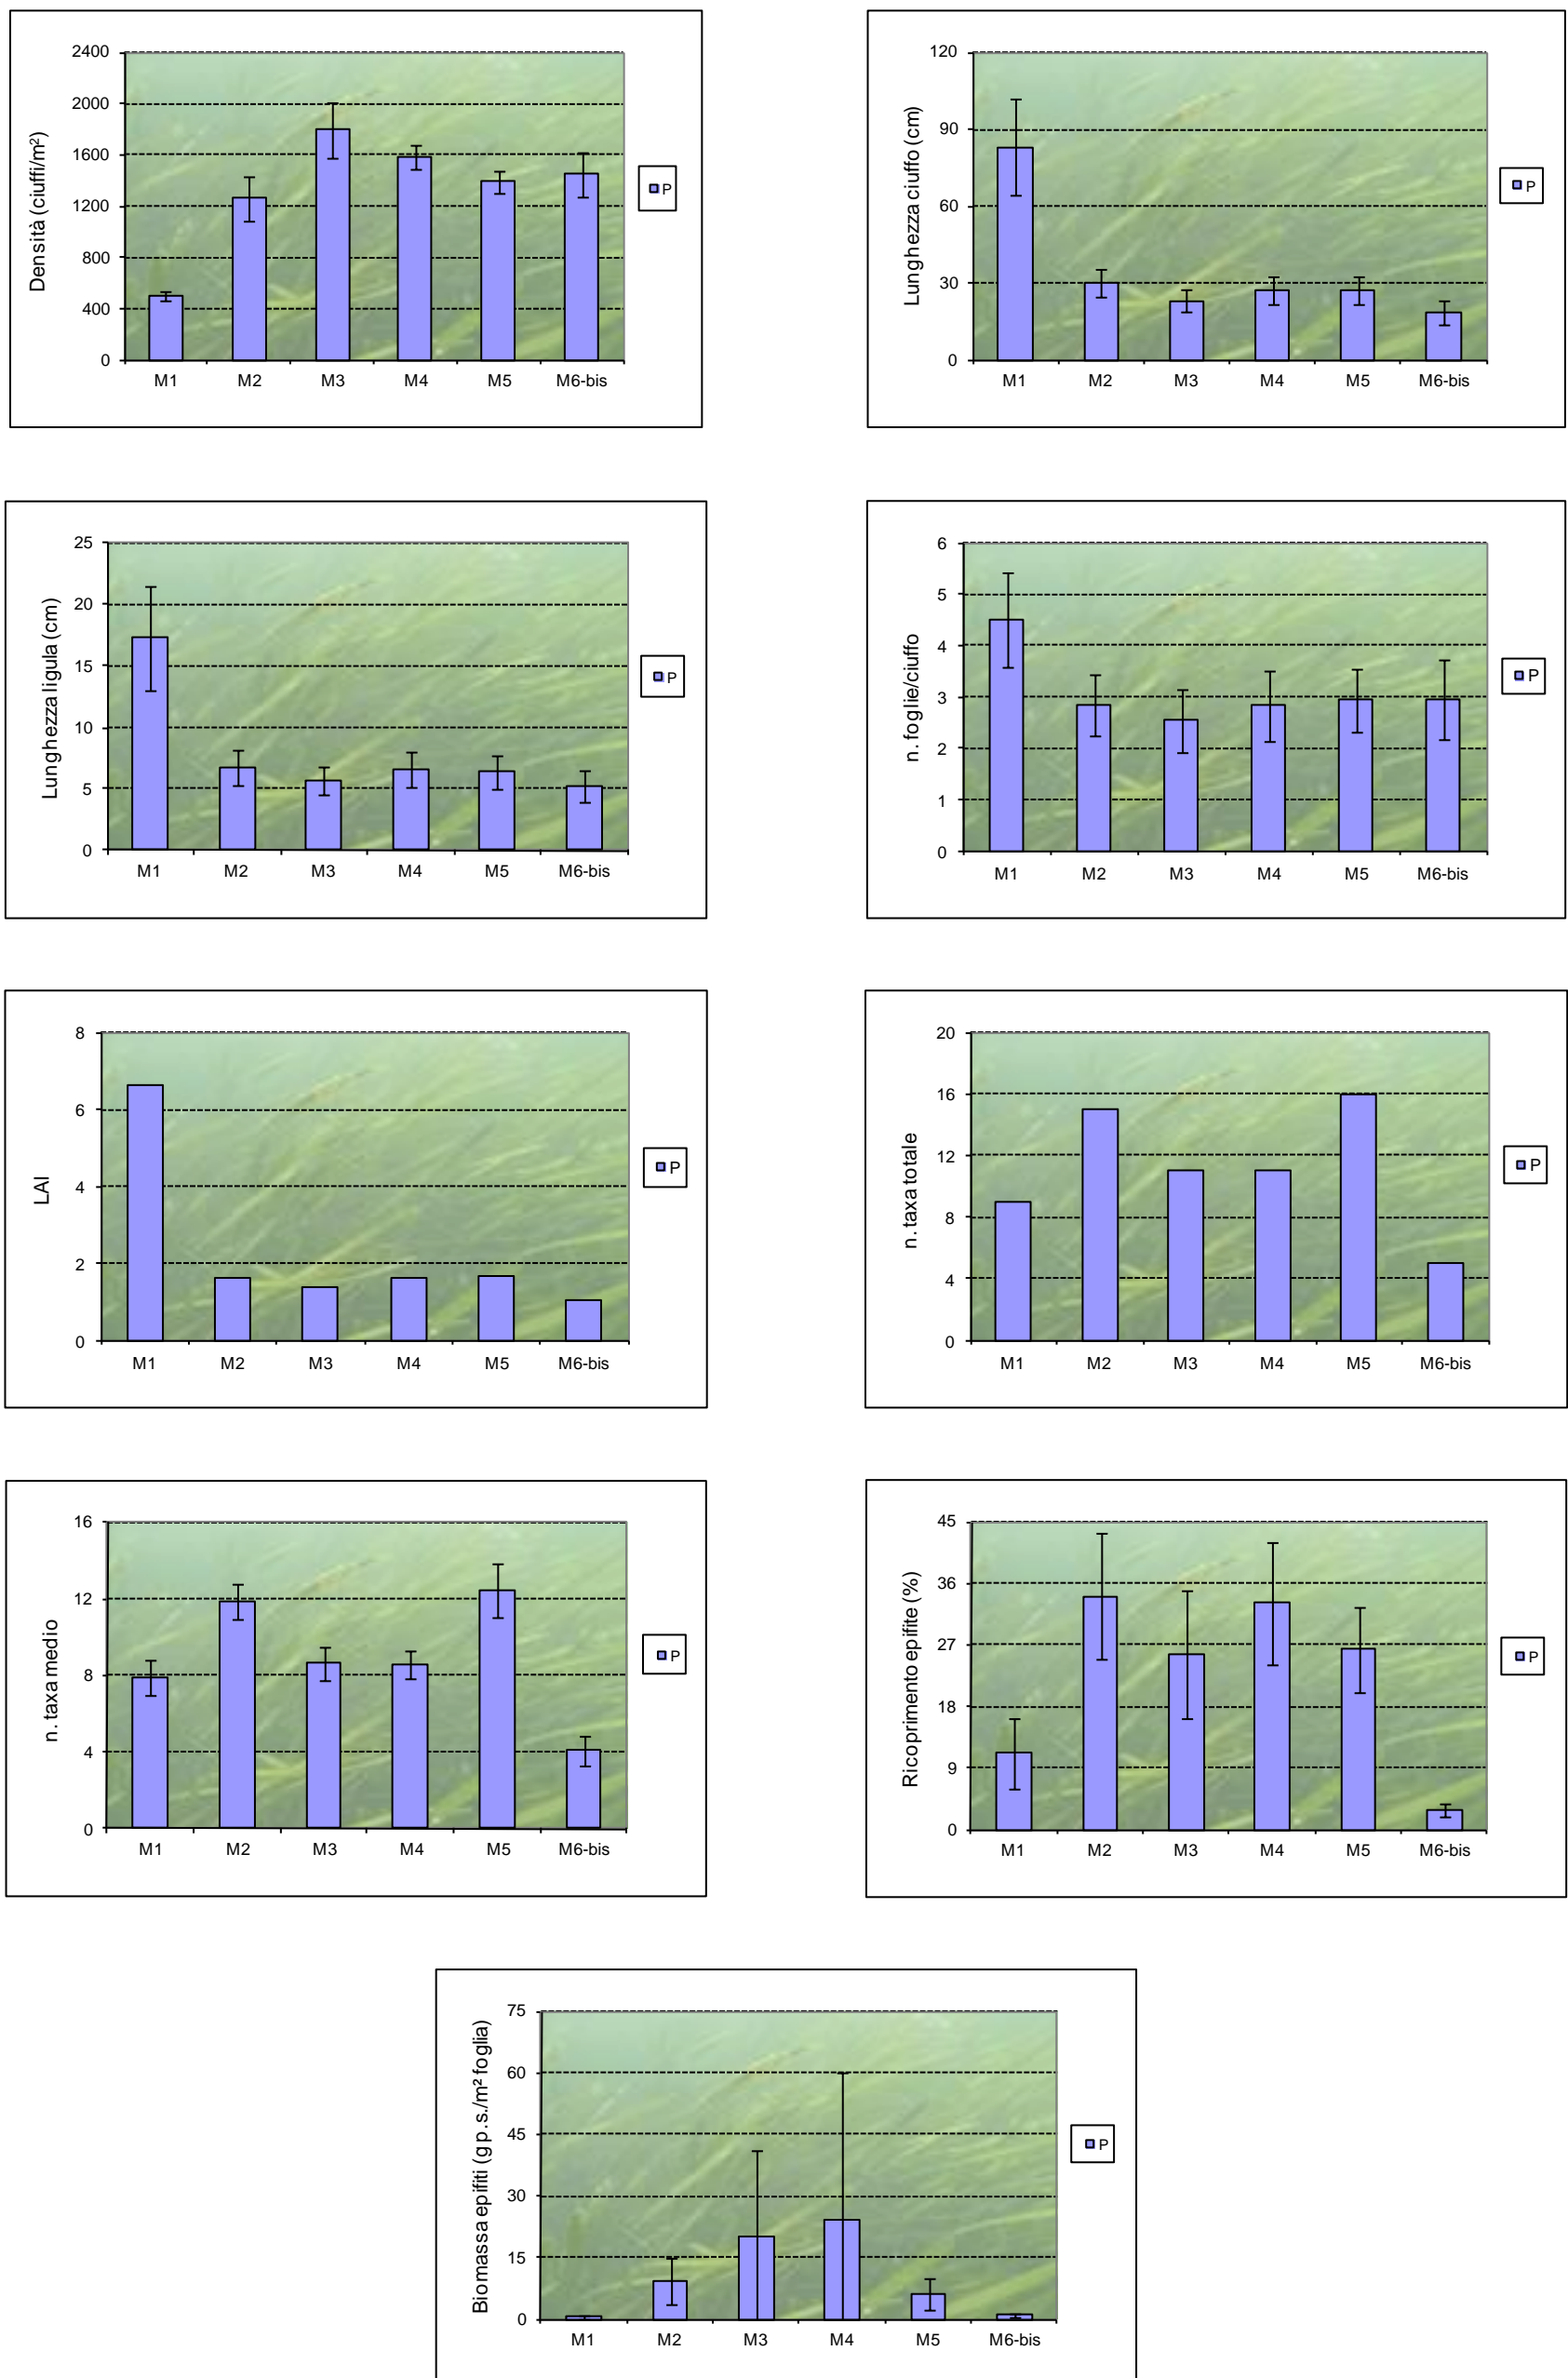 Densità (ciuffi/m²)
2400
2000
1600
1200
800
400
0
M1 M2 M3 M4 M5 M6-bis
P
Lunghezza ciuffo (cm)
120
90
60
30
0
M1 M2 M3 M4 M5 M6-bis
P
Lunghezza ligula (cm)
25
20
15
10
5
0
M1 M2 M3 M4 M5 M6-bis
P
n. foglie/ciuffo
6
5
4
3
2
1
0
M1 M2 M3 M4 M5 M6-bis
P
LAI
8
6
4
2
0
M1 M2 M3 M4 M5 M6-bis
P
n. taxa totale
20
16
12
8
4
0
M1 M2 M3 M4 M5 M6-bis
P
n. taxa medio
16
12
8
4
0
M1 M2 M3 M4 M5 M6-bis
P
Ricoprimento epifite (%)
45
36
27
18
9
0
M1 M2 M3 M4 M5 M6-bis
P
Biomassa epifiti (g p.s./m² foglia)
75
60
45
30
15
0
M1 M2 M3 M4 M5 M6-bis
P